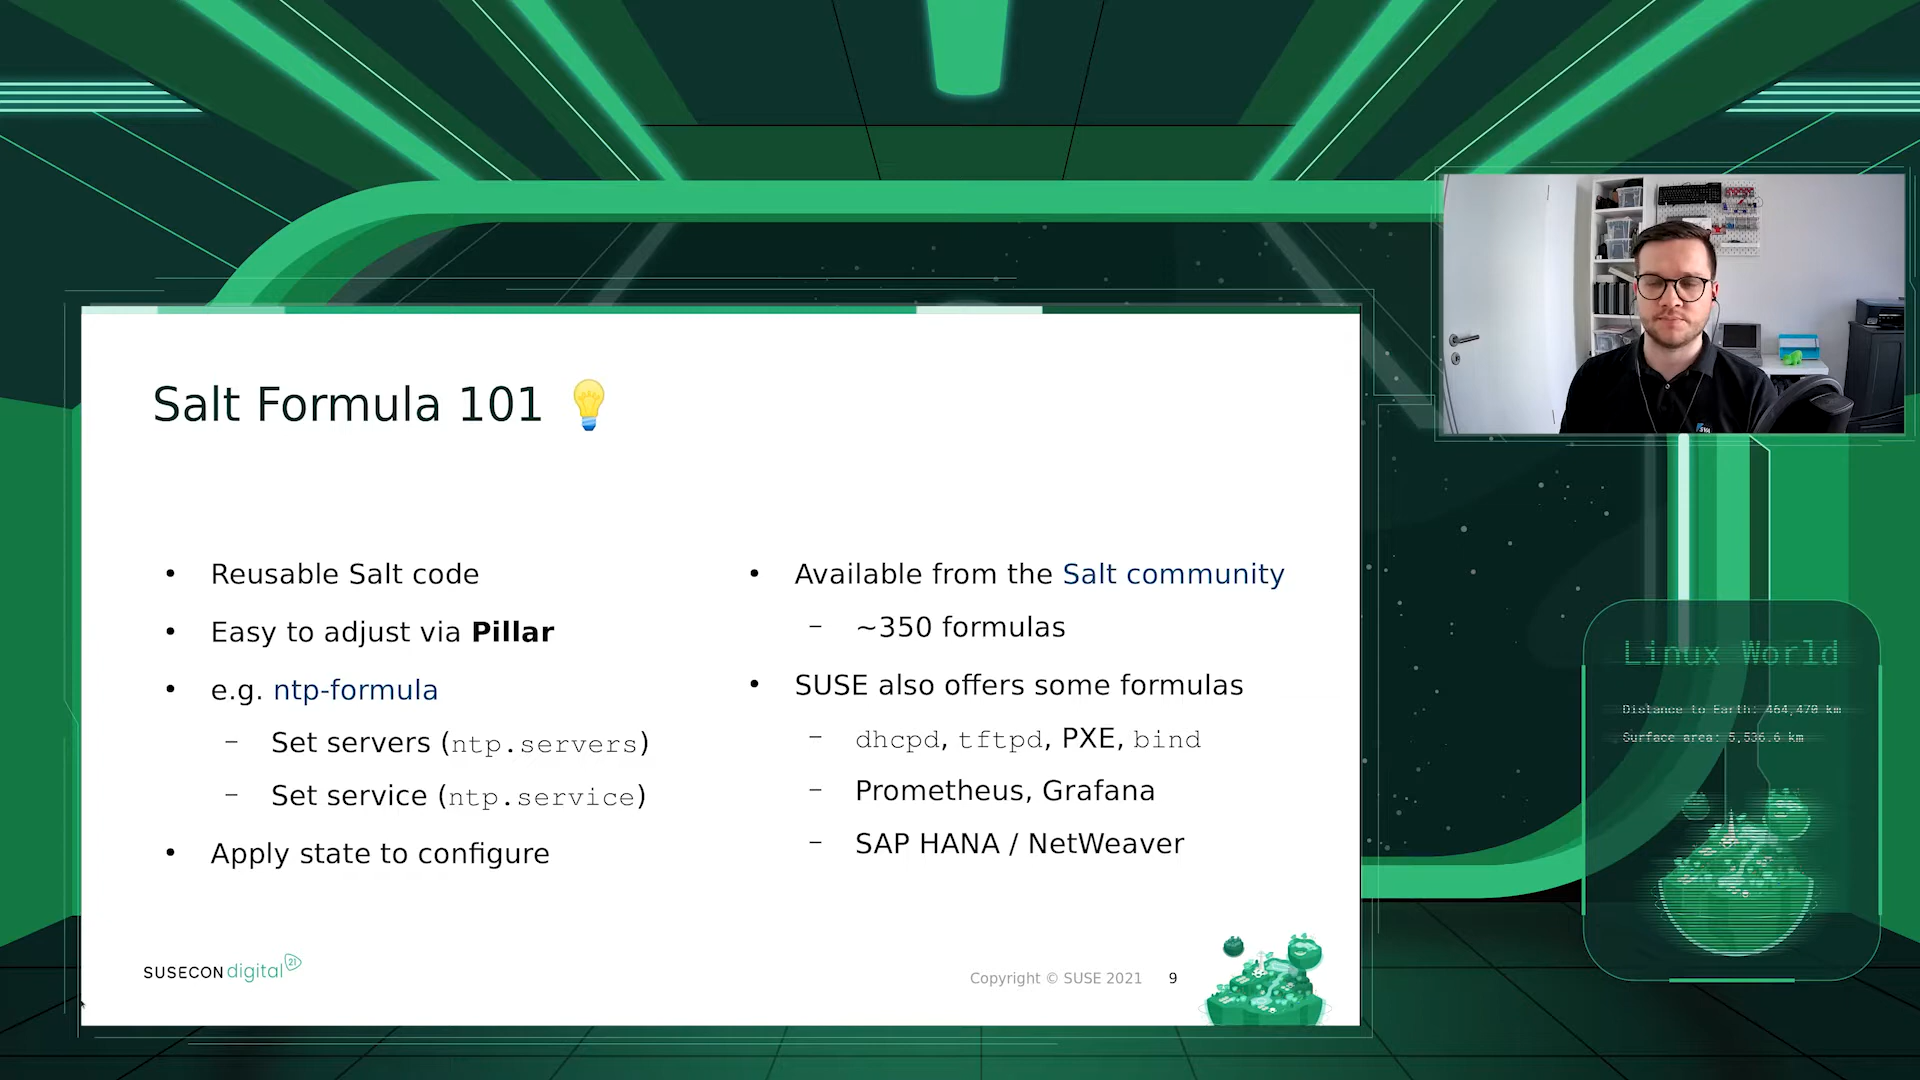 Salt Formula 101
• Reusable Salt code
• Easy to adjust via Pillar
• e.g. ntp-formula
– Set servers (ntp.servers)
– Set service (ntp.service)
• Apply state to configure
• Available from the Salt community
– ~350 formulas
• SUSE also offers some formulas
– dhcpd, tftpd, PXE, bind
– Prometheus, Grafana
– SAP HANA / NetWeaver
SUSECON digital 21
Copyright © SUSE 2021 9
Linux World
Distance to Earth: 464,470 km
Surface area: 5,536.6 km